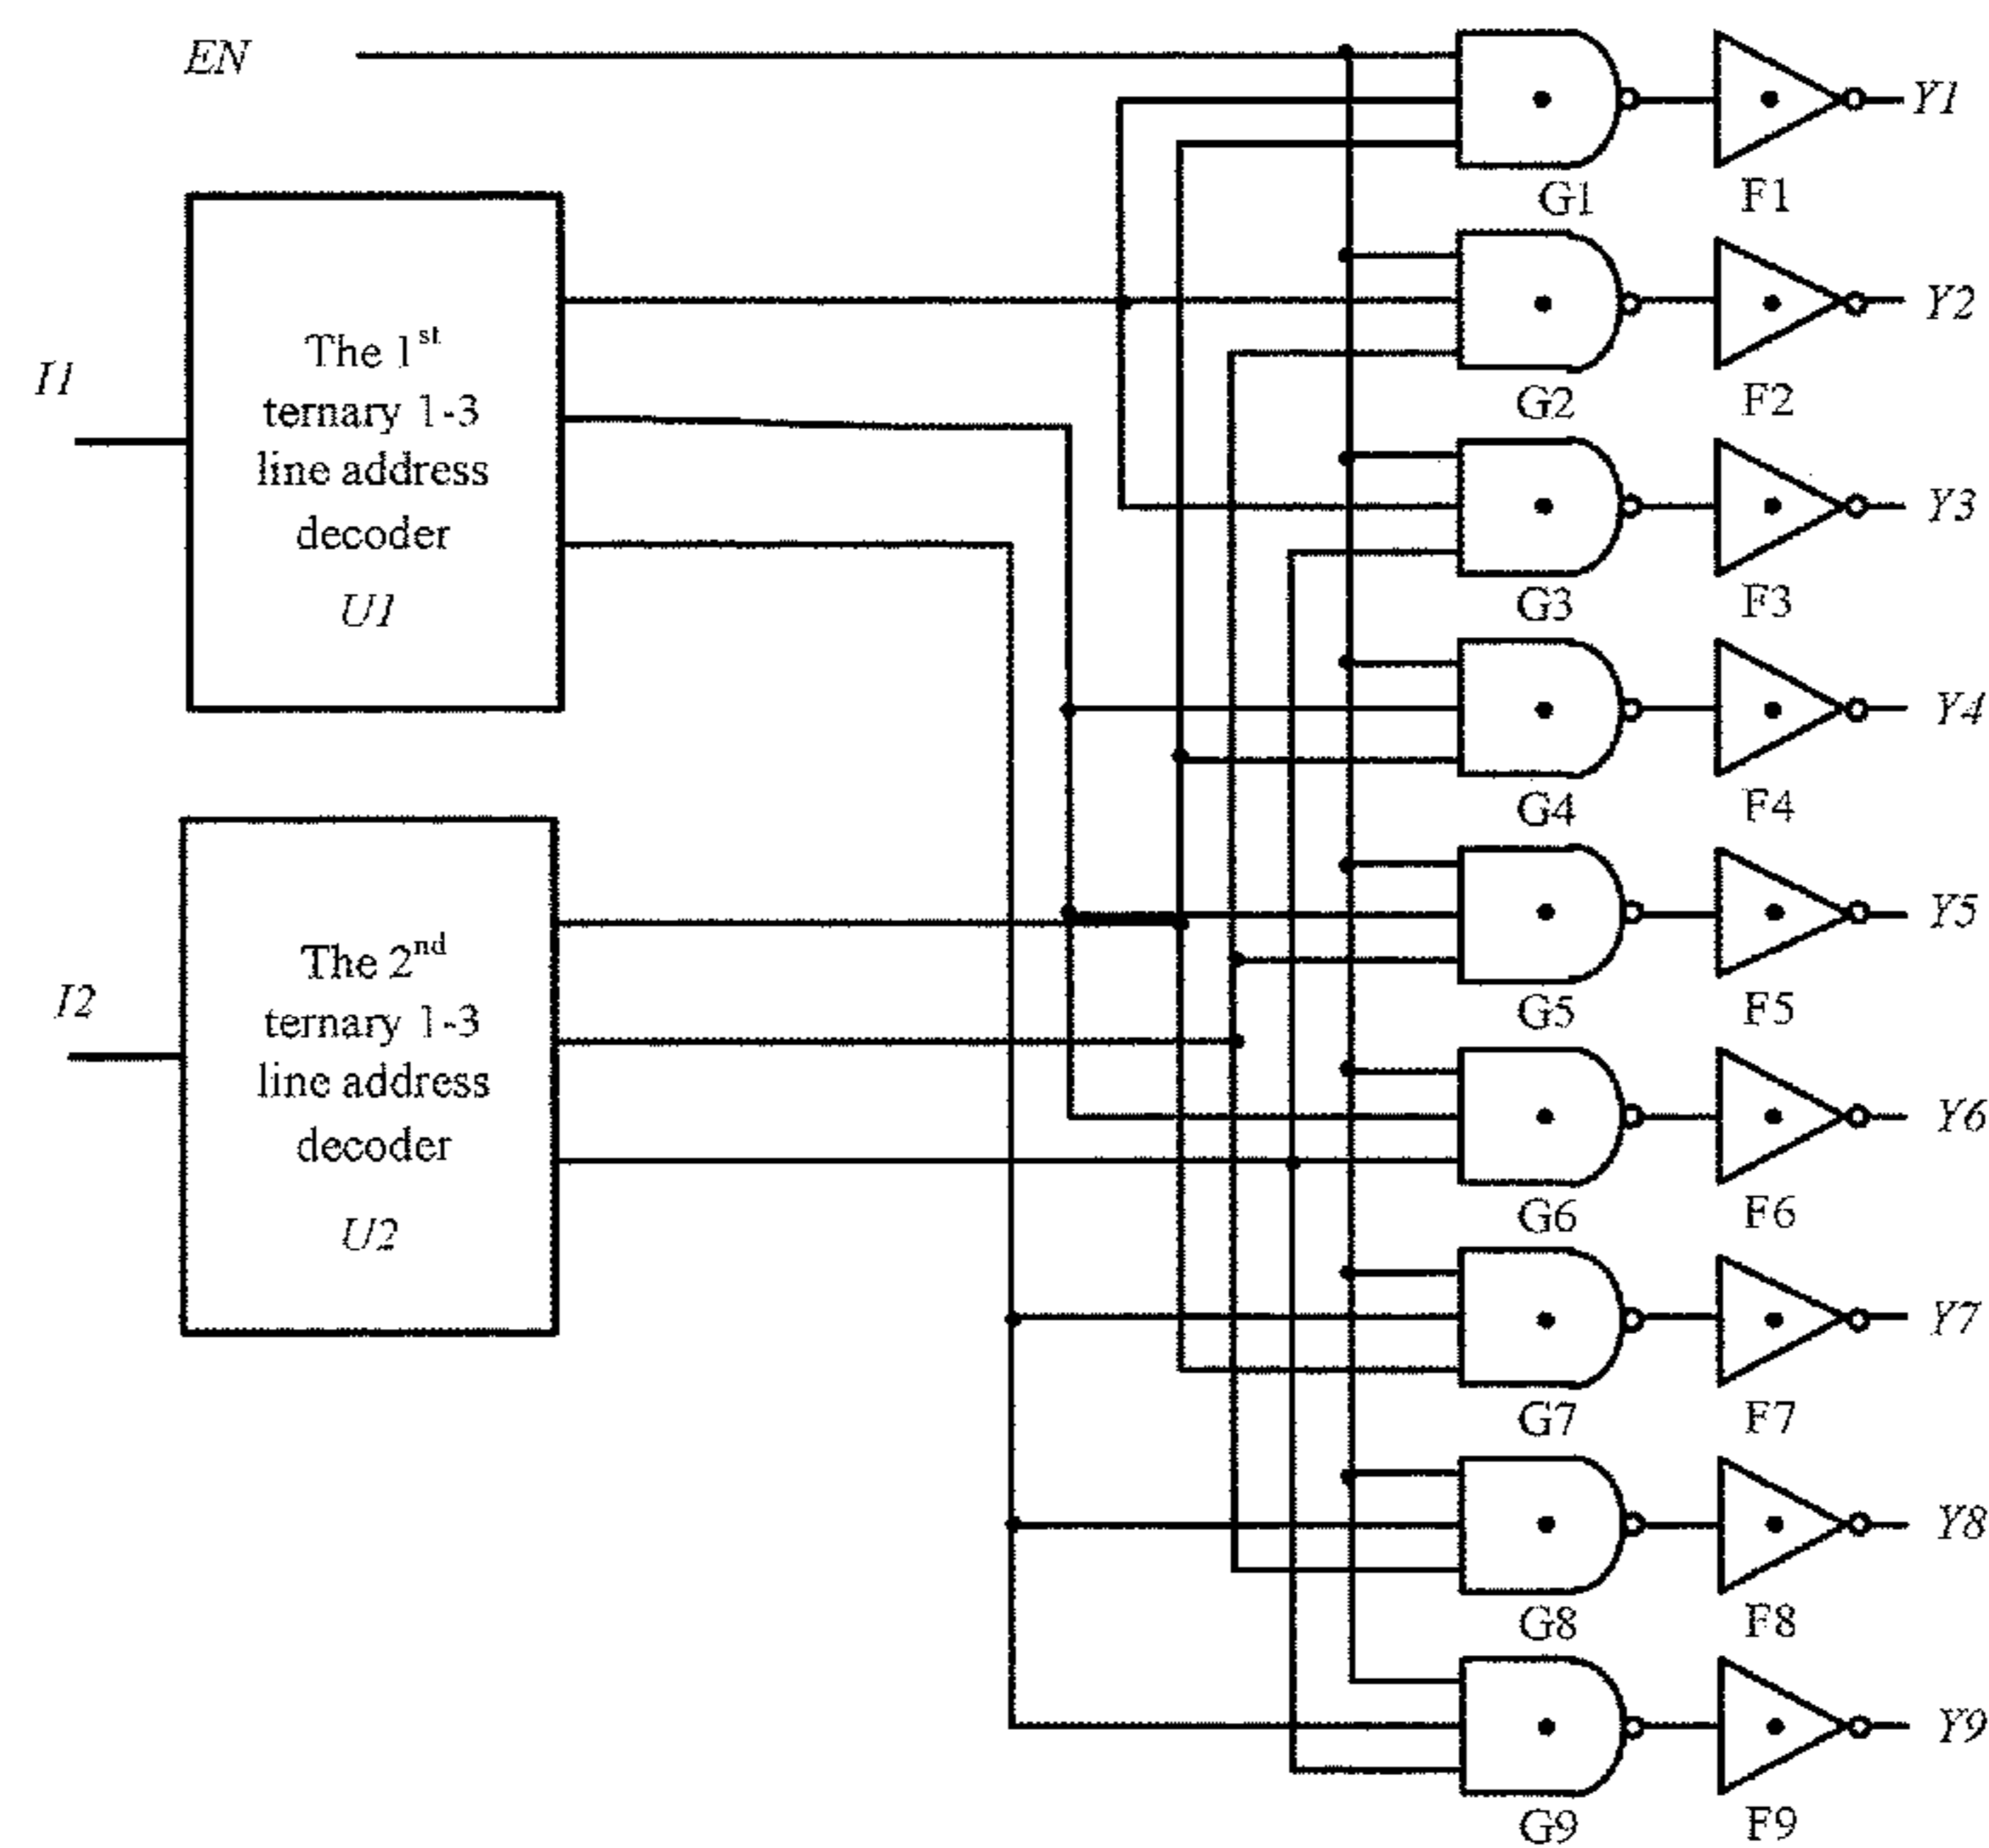 EN
Y1
G1
F1
The 1st
ternary 1-3
line address
decoder
U1
I1
Y2
G2
F2
Y3
G3
F3
Y4
G4
F4
The 2nd
ternary 1-3
line address
decoder
U2
I2
Y5
G5
F5
Y6
G6
F6
Y7
G7
F7
Y8
G8
F8
Y9
G9
F9